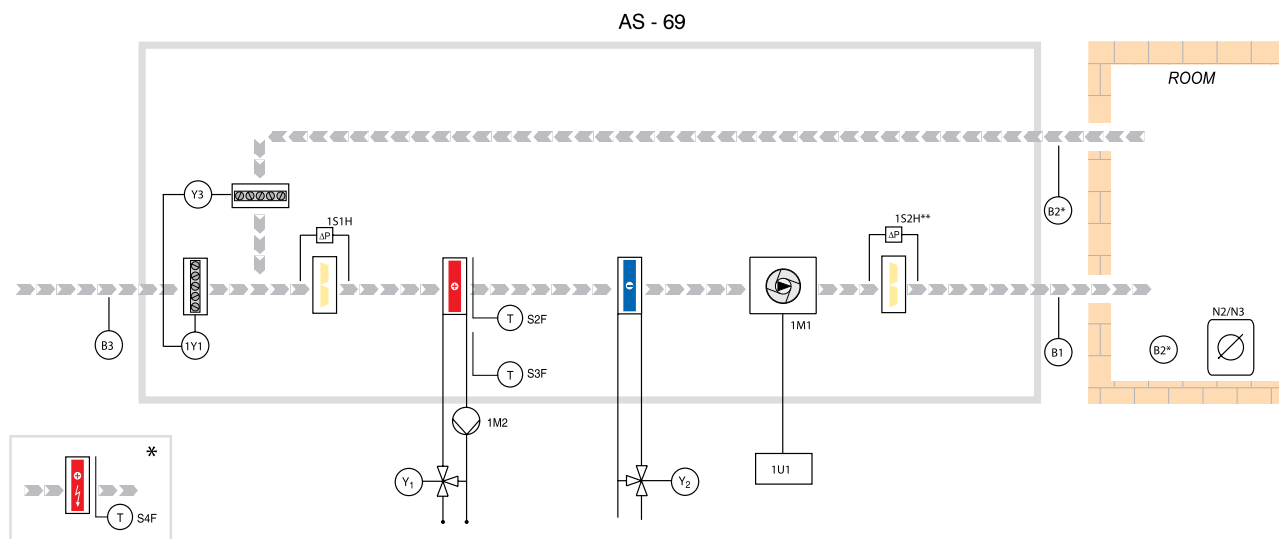 AS - 69
ROOM
Y3
1S1H
ΔP
1S2H**
ΔP
B2*
T S2F
1M1
N2/N3
B3
1Y1
B1
B2*
T S3F
1M2
*
1U1
Y₁
Y₂
T S4F